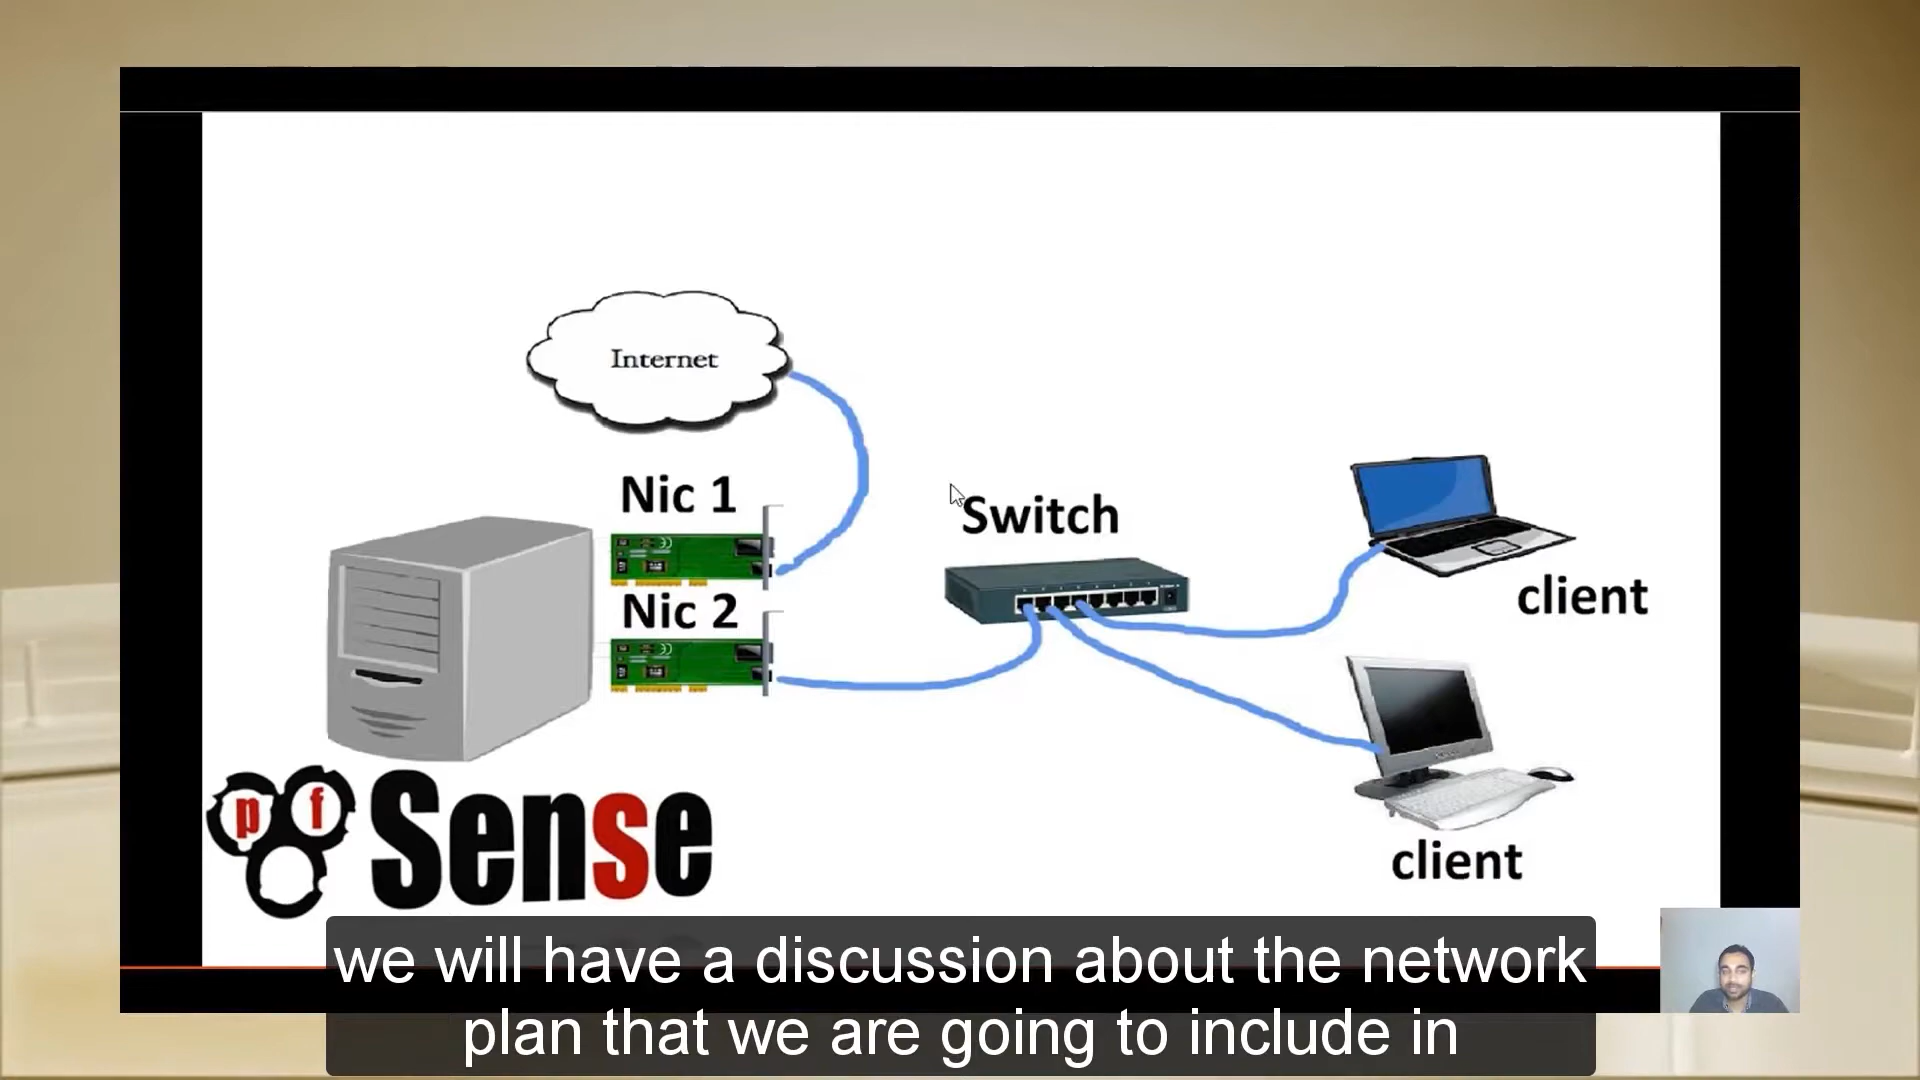 Internet
Nic 1
Nic 2
Switch
client
client
pf Sense
we will have a discussion about the network
plan that we are going to include in